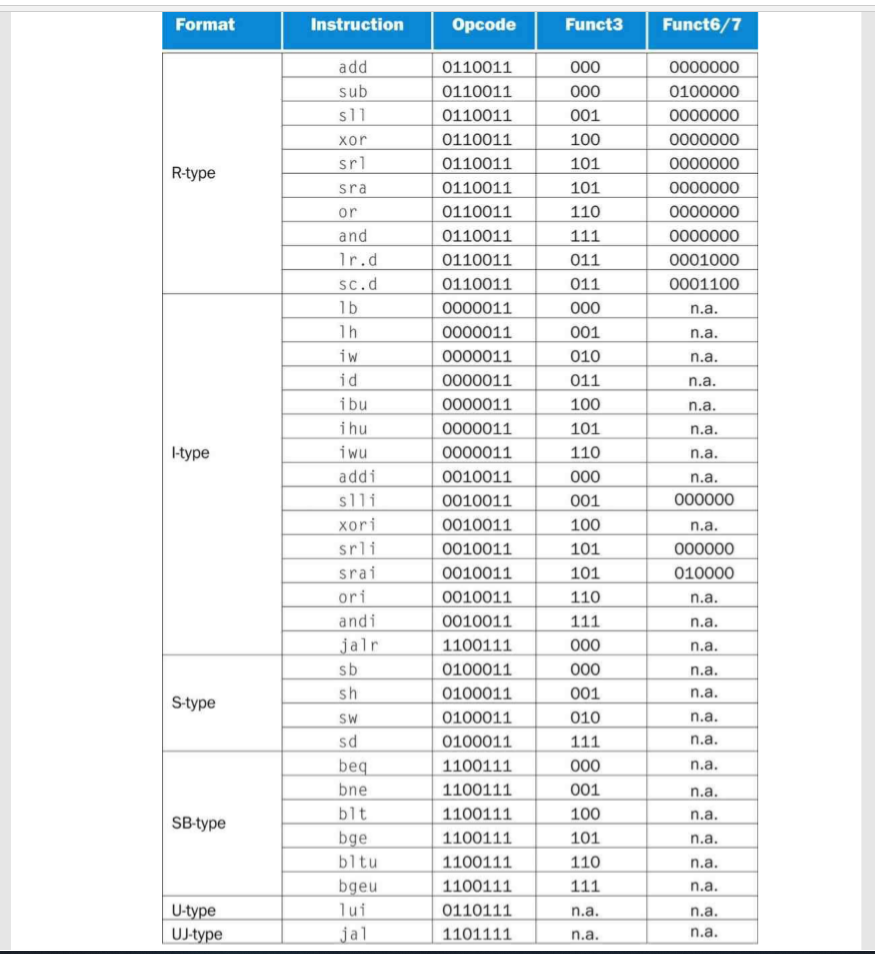 Format Instruction Opcode Funct3 Funct6/7
R-type
add 0110011 000 0000000
sub 0110011 000 0100000
sll 0110011 001 0000000
xor 0110011 100 0000000
srl 0110011 101 0000000
sra 0110011 101 0000000
or 0110011 110 0000000
and 0110011 111 0000000
lr.d 0110011 011 0001000
sc.d 0110011 011 0001100
I-type
lb 0000011 000 n.a.
lh 0000011 001 n.a.
iw 0000011 010 n.a.
id 0000011 011 n.a.
ibu 0000011 100 n.a.
ihu 0000011 101 n.a.
iwu 0000011 110 n.a.
addi 0010011 000 n.a.
slli 0010011 001 000000
xori 0010011 100 n.a.
srli 0010011 101 000000
srai 0010011 101 010000
ori 0010011 110 n.a.
andi 0010011 111 n.a.
jalr 1100111 000 n.a.
S-type
sb 0100011 000 n.a.
sh 0100011 001 n.a.
sw 0100011 010 n.a.
sd 0100011 111 n.a.
SB-type
beq 1100111 000 n.a.
bne 1100111 001 n.a.
blt 1100111 100 n.a.
bge 1100111 101 n.a.
bltu 1100111 110 n.a.
bgeu 1100111 111 n.a.
U-type lui 0110111 n.a. n.a.
UJ-type jal 1101111 n.a. n.a.